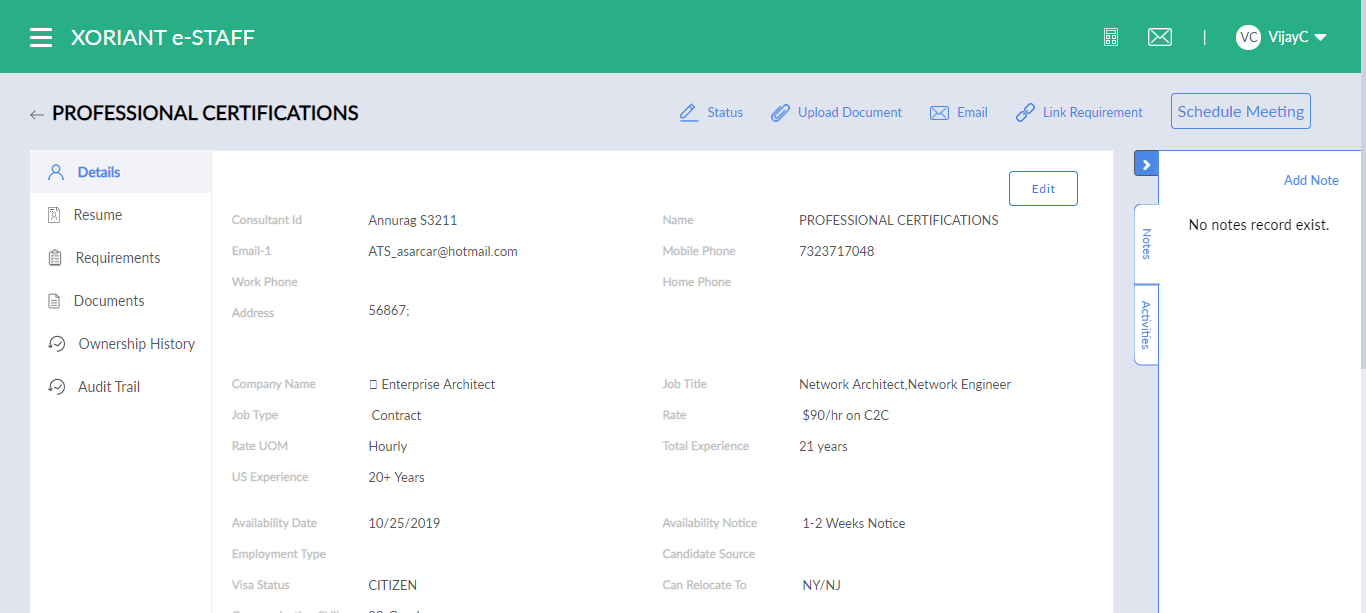 XORIANT e-STAFF
| VC VijayC
← PROFESSIONAL CERTIFICATIONS
Status Upload Document Email Link Requirement Schedule Meeting
Details
Resume
Requirements
Documents
Ownership History
Audit Trail
Edit
Consultant Id Annurag S3211 Name PROFESSIONAL CERTIFICATIONS
Email-1 ATS_asarcar@hotmail.com Mobile Phone 7323717048
Work Phone Home Phone
Address 56867;
Company Name Enterprise Architect Job Title Network Architect,Network Engineer
Job Type Contract Rate $90/hr on C2C
Rate UOM Hourly Total Experience 21 years
US Experience 20+ Years
Availability Date 10/25/2019 Availability Notice 1-2 Weeks Notice
Employment Type Candidate Source
Visa Status CITIZEN Can Relocate To NY/NJ
Add Note
No notes record exist.
Notes
Activities